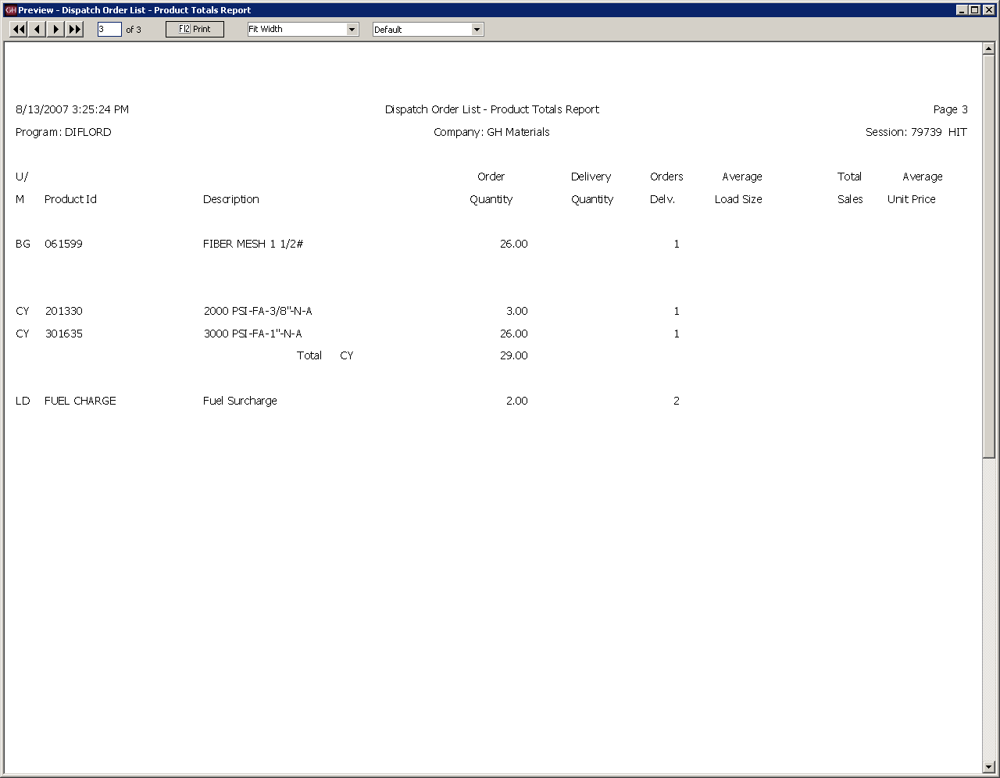 GH Preview - Dispatch Order List - Product Totals Report
3 of 3 F12 Print Fit Width Default
8/13/2007 3:25:24 PM Dispatch Order List - Product Totals Report Page 3
Program: DIFLORD Company: GH Materials Session: 79739 HIT
U/ Order Delivery Orders Average Total Average
M Product Id Description Quantity Quantity Delv. Load Size Sales Unit Price
BG 061599 FIBER MESH 1 1/2# 26.00 1
CY 201330 2000 PSI-FA-3/8"-N-A 3.00 1
CY 301635 3000 PSI-FA-1"-N-A 26.00 1
Total CY 29.00
LD FUEL CHARGE Fuel Surcharge 2.00 2